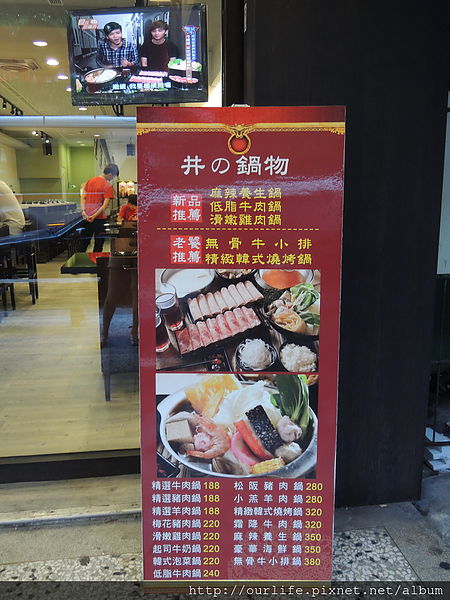 井の鍋物
新品推薦
麻辣養生鍋
低脂牛肉鍋
滑嫩雞肉鍋
老饕推薦
無骨牛小排
精緻韓式燒烤鍋
精選牛肉鍋 188
精選豬肉鍋 188
精選羊肉鍋 188
梅花豬肉鍋 220
滑嫩雞肉鍋 220
起司牛奶鍋 220
韓式泡菜鍋 220
低脂牛肉鍋 240
松阪豬肉鍋 280
小羔羊肉鍋 280
精緻韓式燒烤鍋 320
霜降牛肉鍋 320
麻辣養生鍋 350
豪華海鮮鍋 350
無骨牛小排鍋 380
http://ourlife.pixnet.net/album